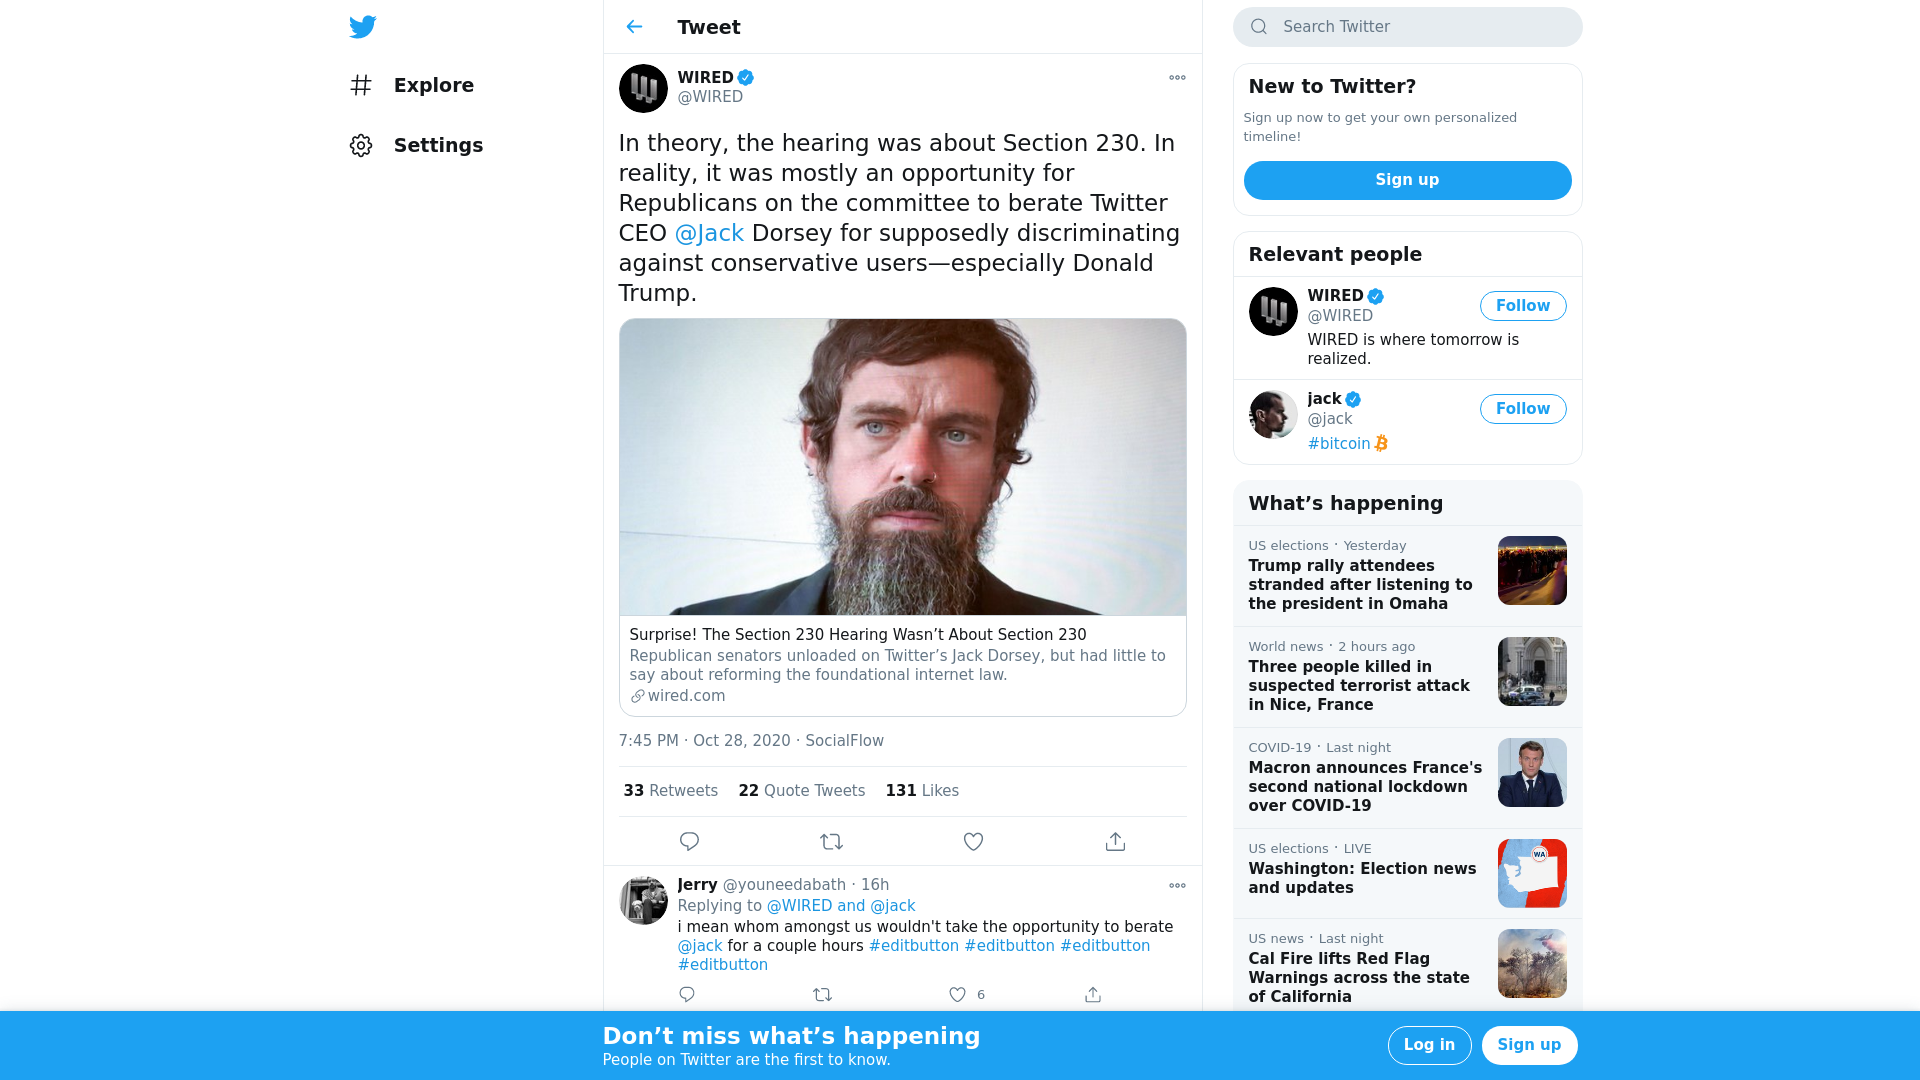 Explore
Settings
Tweet
WIRED
@WIRED
In theory, the hearing was about Section 230. In
reality, it was mostly an opportunity for
Republicans on the committee to berate Twitter
CEO @Jack Dorsey for supposedly discriminating
against conservative users—especially Donald
Trump.
Surprise! The Section 230 Hearing Wasn’t About Section 230
Republican senators unloaded on Twitter’s Jack Dorsey, but had little to
say about reforming the foundational internet law.
wired.com
7:45 PM · Oct 28, 2020 · SocialFlow
33 Retweets 22 Quote Tweets 131 Likes
Jerry @youneedabath · 16h
Replying to @WIRED and @jack
i mean whom amongst us wouldn't take the opportunity to berate
@jack for a couple hours #editbutton #editbutton #editbutton
#editbutton
6
Search Twitter
New to Twitter?
Sign up now to get your own personalized
timeline!
Sign up
Relevant people
WIRED
@WIRED
Follow
WIRED is where tomorrow is
realized.
jack
@jack
Follow
#bitcoin
What’s happening
US elections · Yesterday
Trump rally attendees
stranded after listening to
the president in Omaha
World news · 2 hours ago
Three people killed in
suspected terrorist attack
in Nice, France
COVID-19 · Last night
Macron announces France's
second national lockdown
over COVID-19
US elections · LIVE
Washington: Election news
and updates
WA
US news · Last night
Cal Fire lifts Red Flag
Warnings across the state
of California
Don’t miss what’s happening
People on Twitter are the first to know.
Log in
Sign up